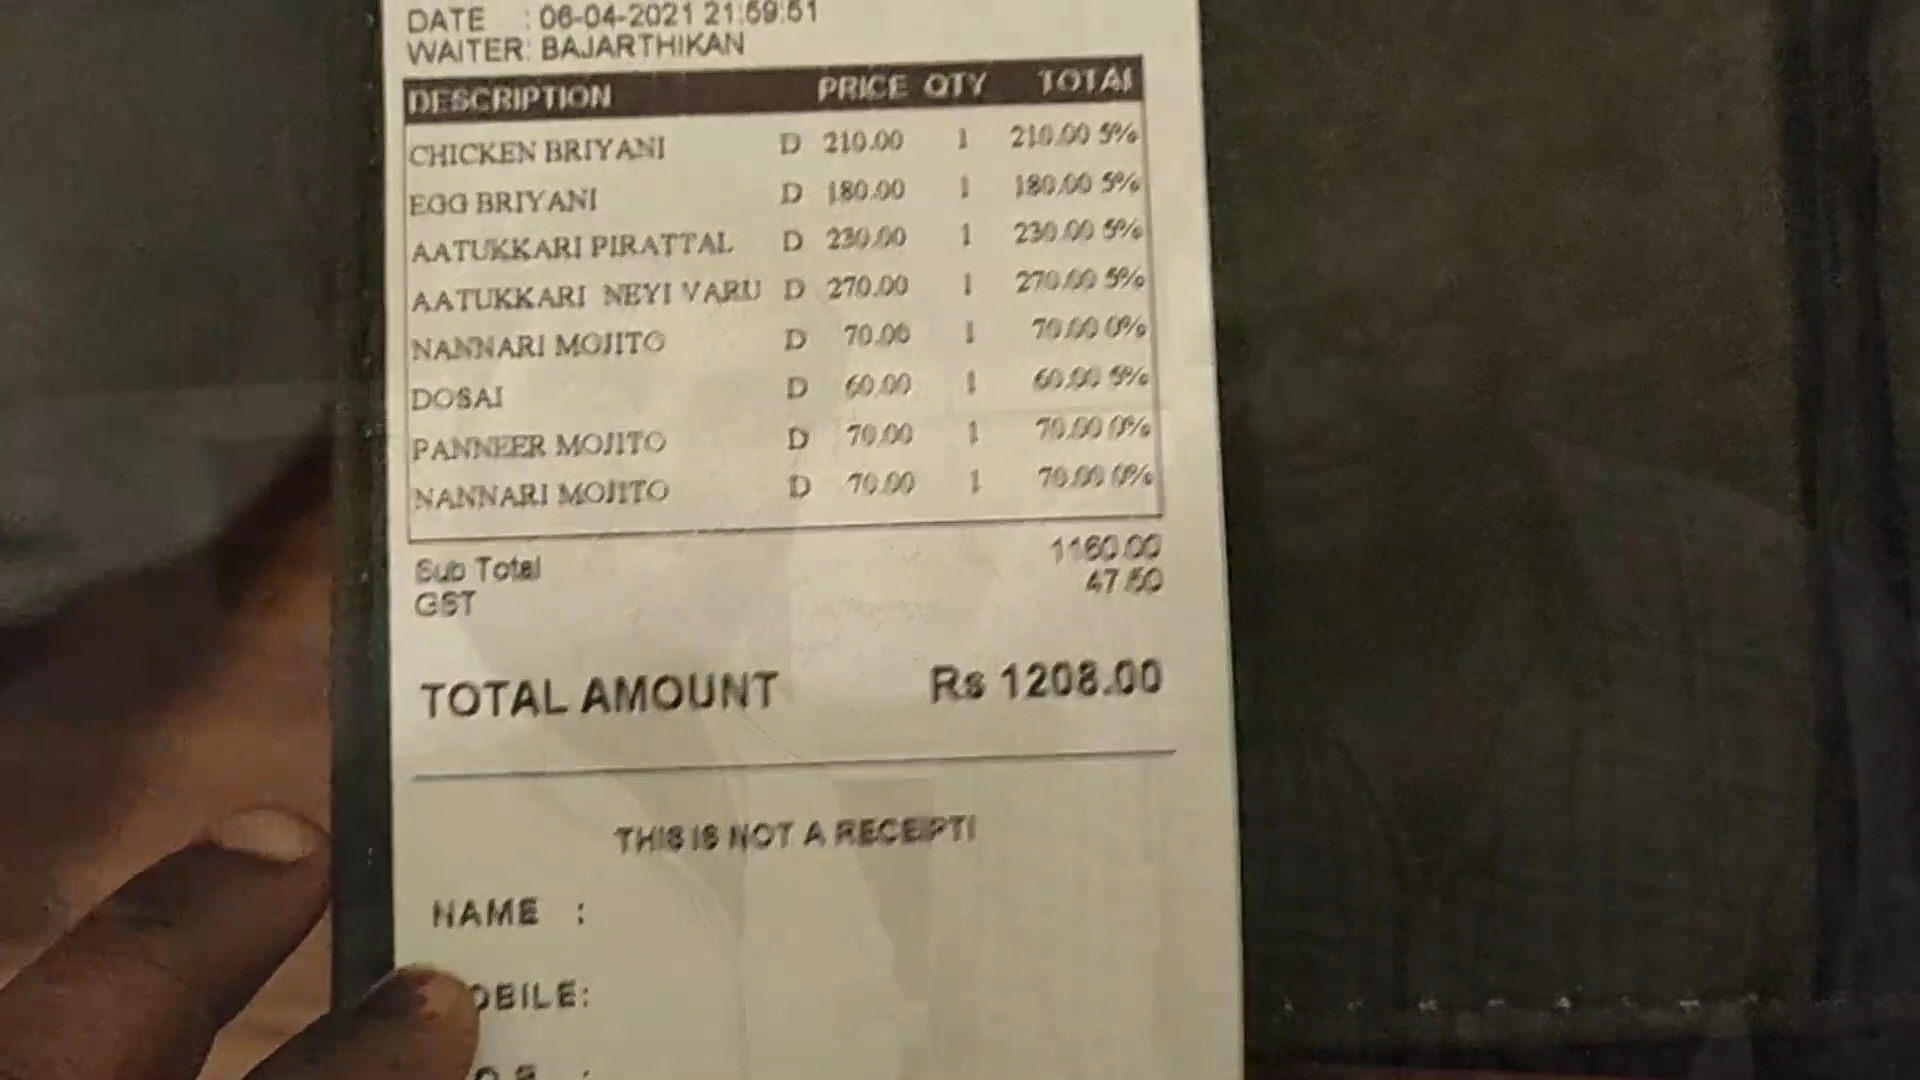 DATE : 06-04-2021 21:59:51
WAITER: BAJARTHIKAN
DESCRIPTION PRICE QTY TOTAL
CHICKEN BRIYANI D 210.00 1 210.00 5%
EGG BRIYANI D 180.00 1 180.00 5%
AATUKKARI PIRATTAL D 230.00 1 230.00 5%
AATUKKARI NEYI VARU D 270.00 1 270.00 5%
NANNARI MOJITO D 70.00 1 70.00 0%
DOSAI D 60.00 1 60.00 5%
PANNEER MOJITO D 70.00 1 70.00 0%
NANNARI MOJITO D 70.00 1 70.00 0%
Sub Total 1160.00
GST 47.50
TOTAL AMOUNT Rs 1208.00
THIS IS NOT A RECEIPT!
NAME :
OBILE: